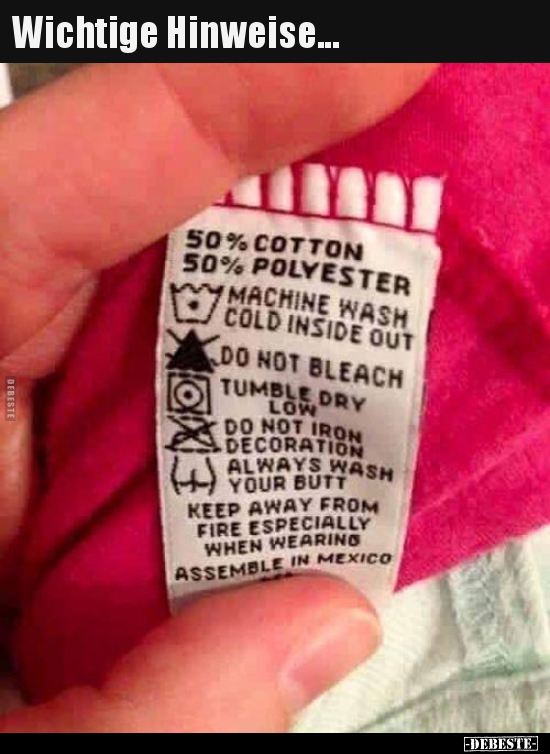 Wichtige Hinweise...
50% COTTON
50% POLYESTER
MACHINE WASH
COLD INSIDE OUT
DO NOT BLEACH
TUMBLE DRY
LOW
DO NOT IRON
DECORATION
ALWAYS WASH
YOUR BUTT
KEEP AWAY FROM
FIRE ESPECIALLY
WHEN WEARING
ASSEMBLE IN MEXICO
DEBESTE
-DEBESTE-